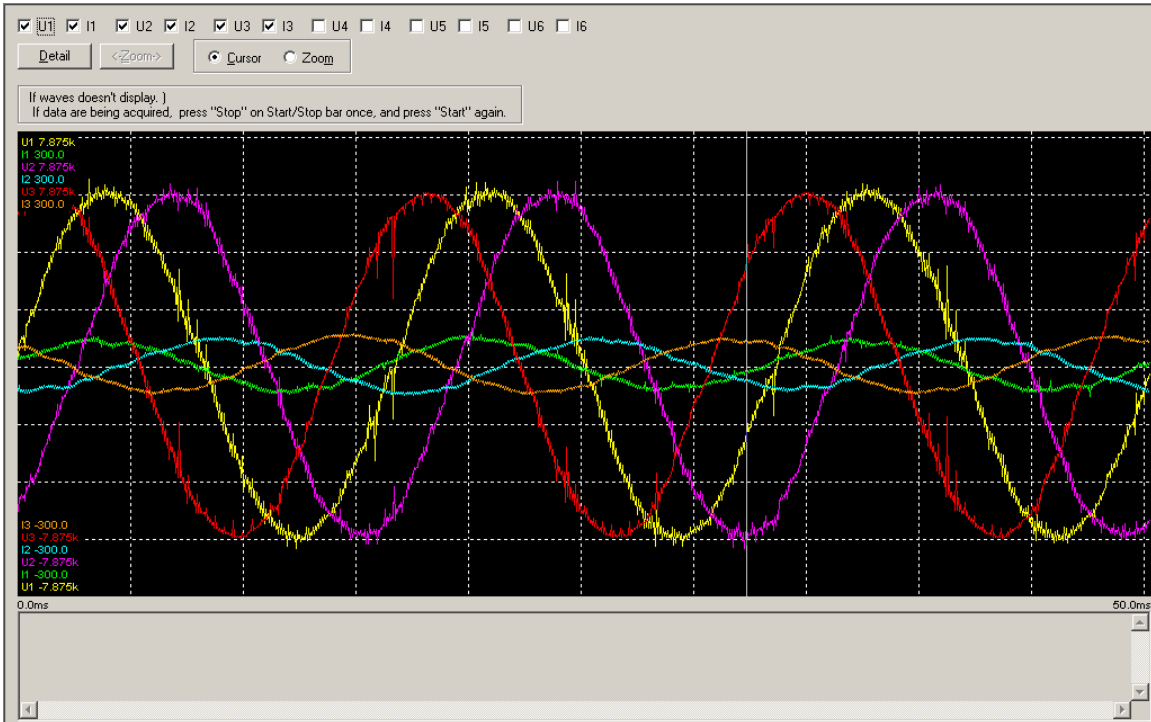 U1 I1 U2 I2 U3 I3 U4 I4 U5 I5 U6 I6
Detail <-Zoom-> Cursor Zoom
If waves doesn't display. )
If data are being acquired, press "Stop" on Start/Stop bar once, and press "Start" again.
U1 7.875k
I1 300.0
U2 7.875k
I2 300.0
U3 7.875k
I3 300.0
I3 -300.0
U3 -7.875k
I2 -300.0
U2 -7.875k
I1 -300.0
U1 -7.875k
0.0ms 50.0ms